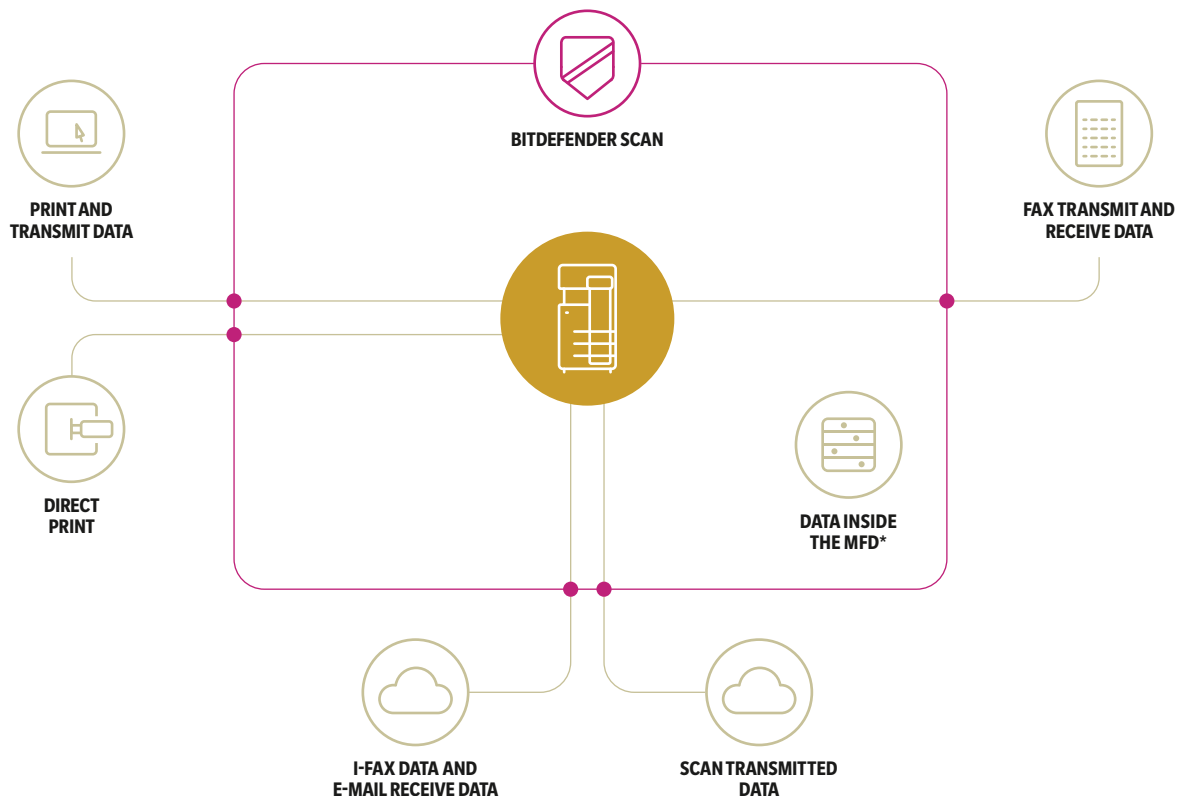 BITDEFENDER SCAN
PRINT AND
TRANSMIT DATA
FAX TRANSMIT AND
RECEIVE DATA
DIRECT
PRINT
DATA INSIDE
THE MFD*
I-FAX DATA AND
E-MAIL RECEIVE DATA
SCAN TRANSMITTED
DATA